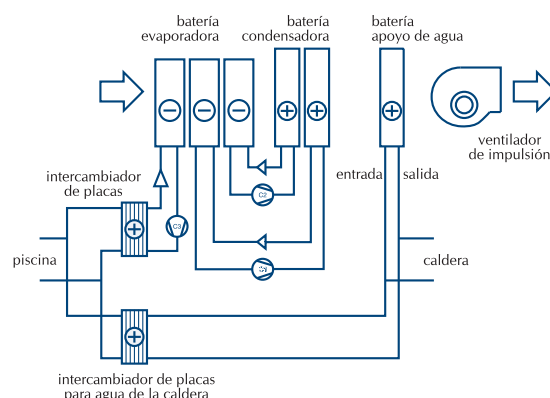 batería
evaporadora
batería
condensadora
batería
apoyo de agua
ventilador
de impulsión
intercambiador
de placas
entrada
salida
C2
C3
piscina
caldera
intercambiador de placas
para agua de la caldera